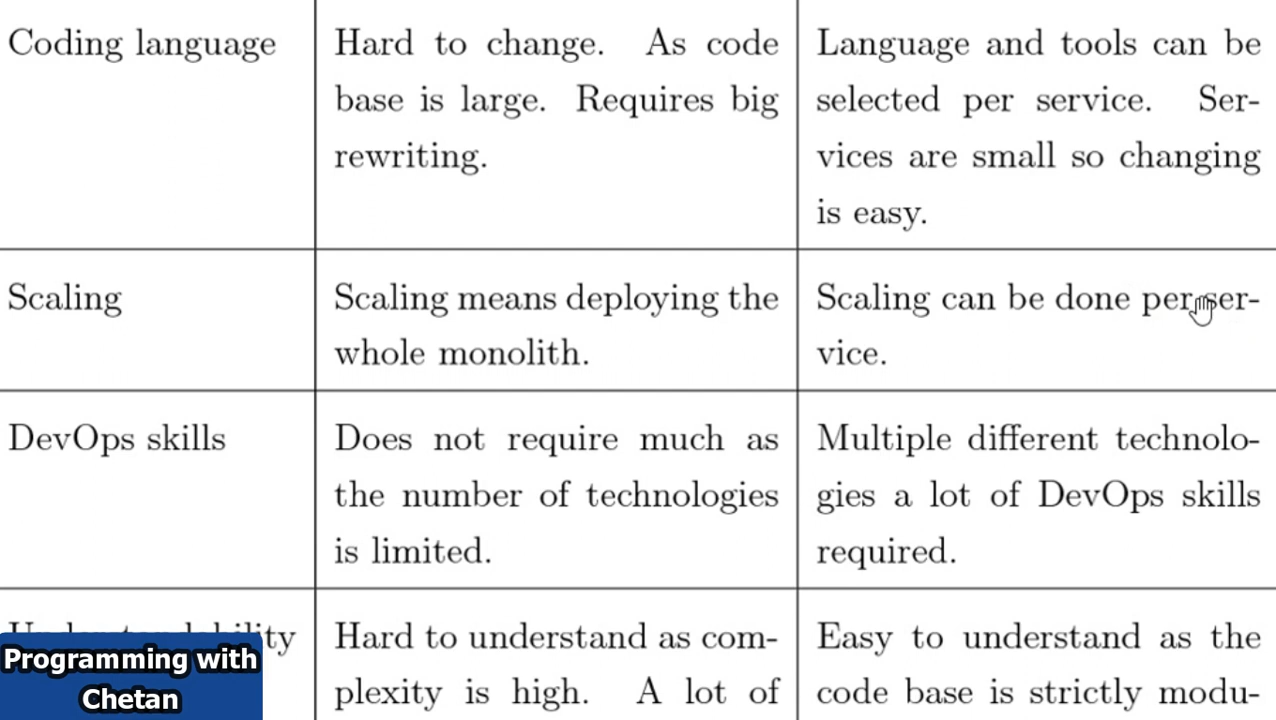 Coding language
Hard to change. As code
base is large. Requires big
rewriting.
Language and tools can be
selected per service. Ser-
vices are small so changing
is easy.
Scaling
Scaling means deploying the
whole monolith.
Scaling can be done per ser-
vice.
DevOps skills
Does not require much as
the number of technologies
is limited.
Multiple different technolo-
gies a lot of DevOps skills
required.
Understandability
Hard to understand as com-
plexity is high. A lot of
Easy to understand as the
code base is strictly modu-
Programming with
Chetan